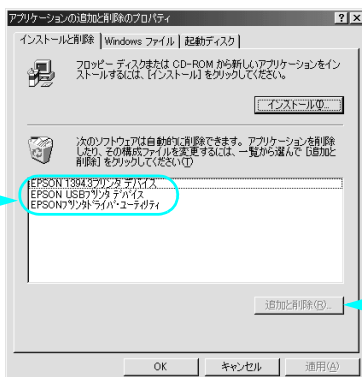 アプリケーションの追加と削除のプロパティ
インストールと削除 Windows ファイル 起動ディスク
フロッピー ディスクまたは CD-ROM から新しいアプリケーションをイン
ストールするには、[インストール] をクリックしてください。
インストール(I)...
次のソフトウェアは自動的に削除できます。アプリケーションを削除
したり、その構成ファイルを変更するには、一覧から選んで [追加と
削除] をクリックしてください(T)
EPSON 1394.3プリンタ デバイス
EPSON USBプリンタ デバイス
EPSONプリンタドライバ・ユーティリティ
追加と削除(R)...
OK キャンセル 適用(A)